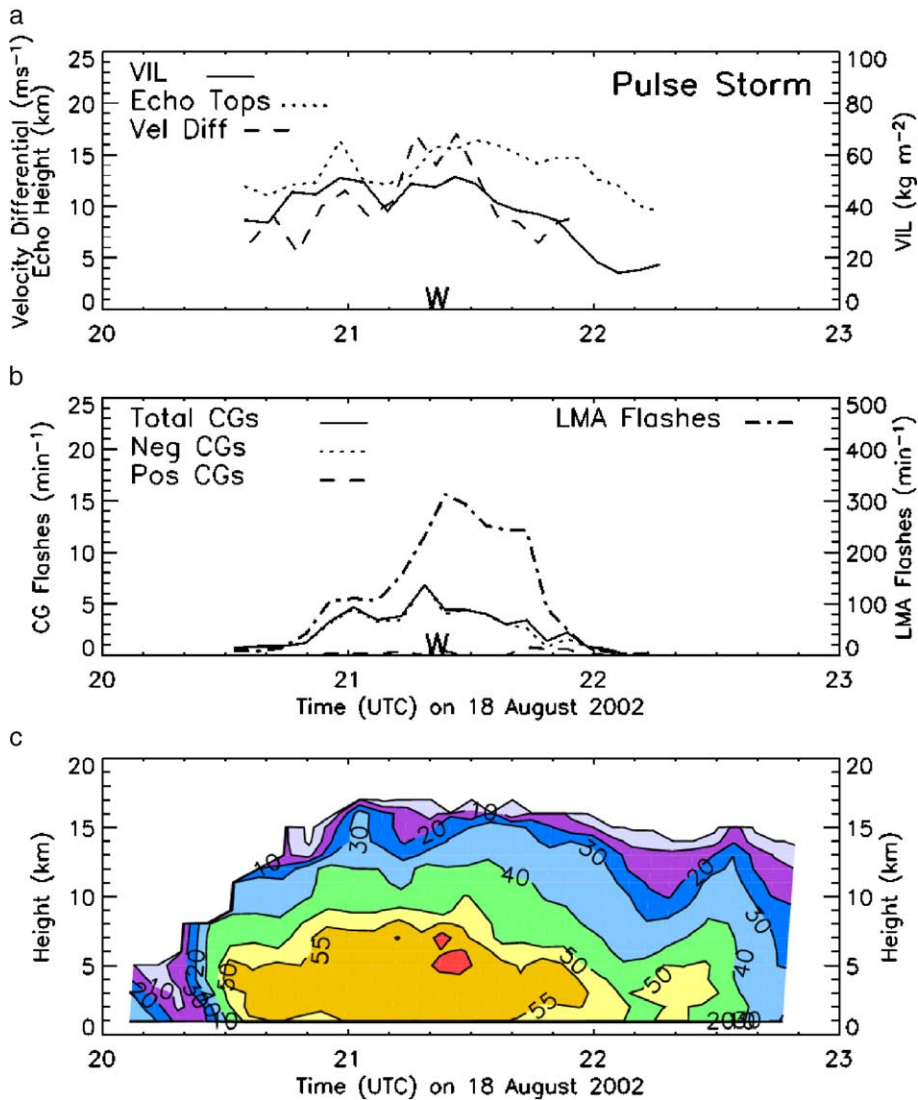 a
Velocity Differential (ms⁻¹)
Echo Height (km)
25
20
15
10
5
0
VIL
Echo Tops
Vel Diff
Pulse Storm
W
100
80
60
40
20
0
VIL (kg m⁻²)
20 21 22 23
b
CG Flashes (min⁻¹)
25
20
15
10
5
0
Total CGs
Neg CGs
Pos CGs
LMA Flashes
W
500
400
300
200
100
0
LMA Flashes (min⁻¹)
20 21 22 23
Time (UTC) on 18 August 2002
c
Height (km)
20
15
10
5
0
10
20
10
20
10
50
55
30
20
10
40
30
50
55
50
20
40
30
20
15
10
5
0
Height (km)
20 21 22 23
Time (UTC) on 18 August 2002